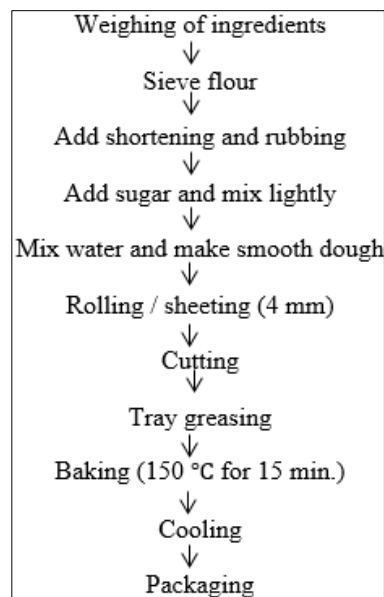 Weighing of ingredients
Sieve flour
Add shortening and rubbing
Add sugar and mix lightly
Mix water and make smooth dough
Rolling / sheeting (4 mm)
Cutting
Tray greasing
Baking (150 °C for 15 min.)
Cooling
Packaging